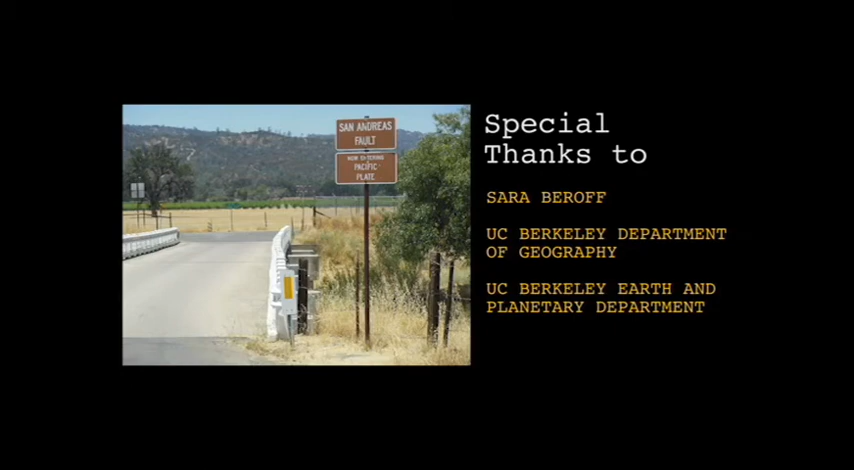 SAN ANDREAS
FAULT
NOW ENTERING
PACIFIC
PLATE
Special
Thanks to
SARA BEROFF
UC BERKELEY DEPARTMENT
OF GEOGRAPHY
UC BERKELEY EARTH AND
PLANETARY DEPARTMENT